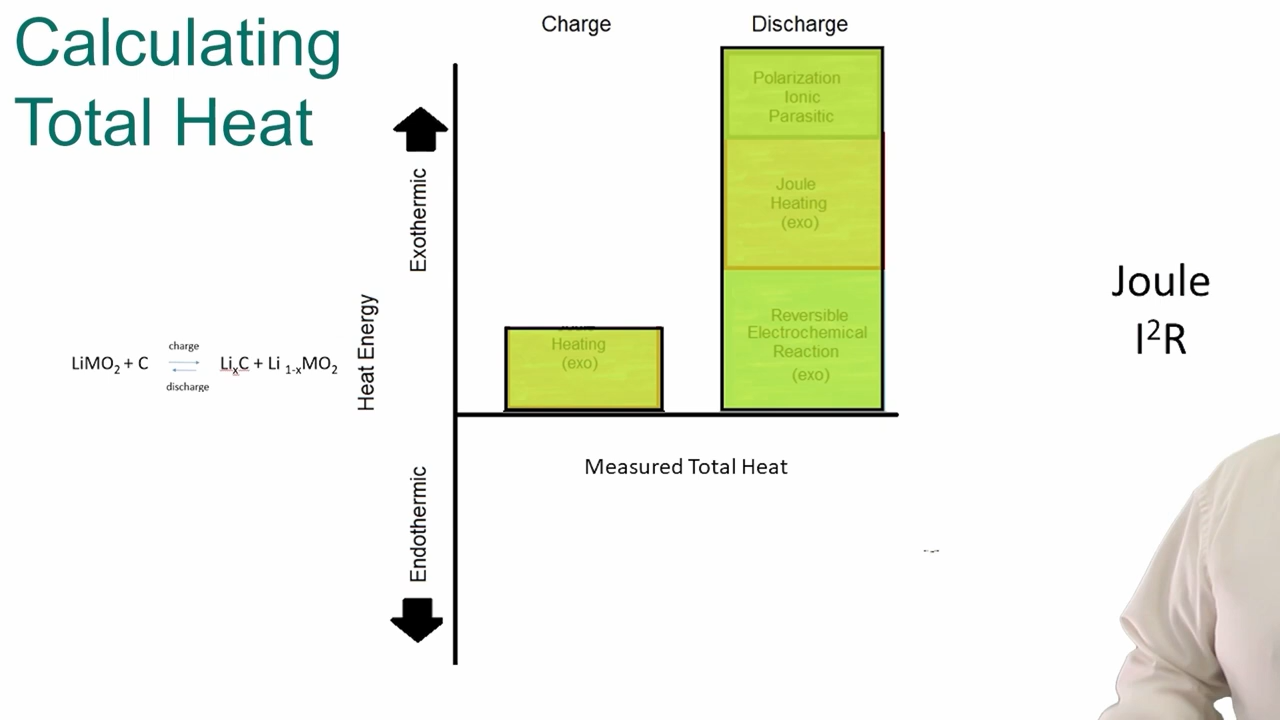 Calculating
Total Heat
Charge
Discharge
Exothermic
Heat Energy
Endothermic
Polarization
Ionic
Parasitic
Joule
Heating
(exo)
Reversible
Electrochemical
Reaction
(exo)
Heating
(exo)
Measured Total Heat
charge
LiMO₂ + C LiₓC + Li ₁₋ₓMO₂
discharge
Joule
I²R